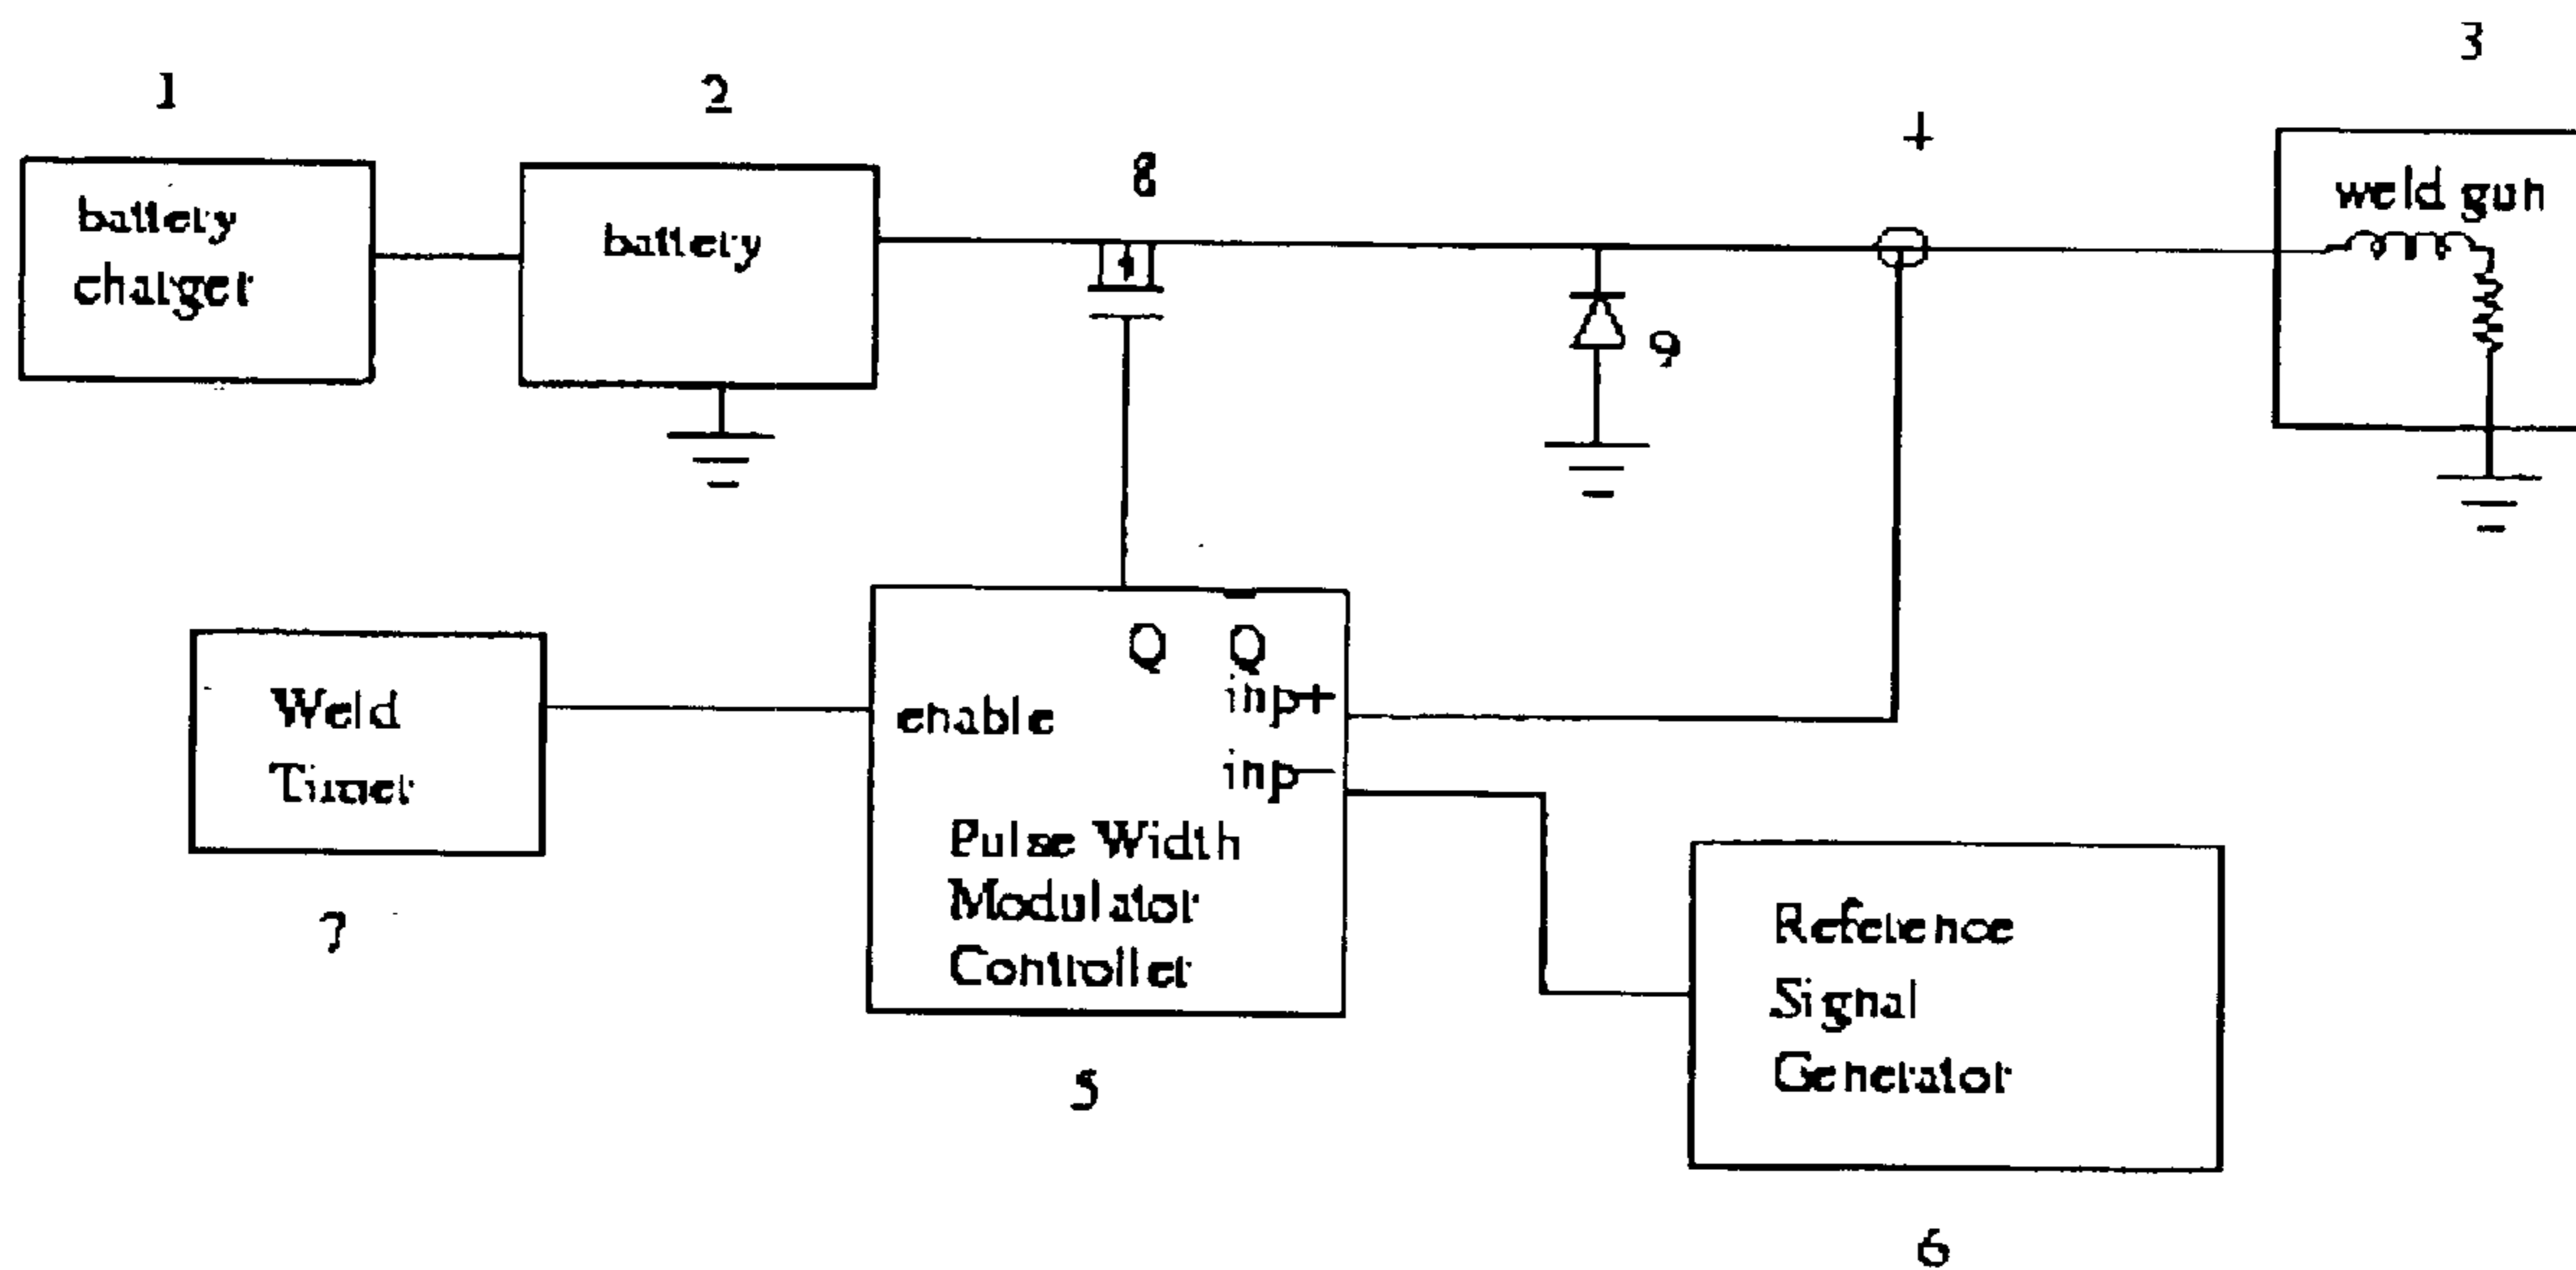 1
2
3
4
8
battery
charger
battery
weld gun
9
Q Q̅
enable
inp+
inp−
Weld
Timer
Pulse Width
Modulator
Controller
7
5
Reference
Signal
Generator
6